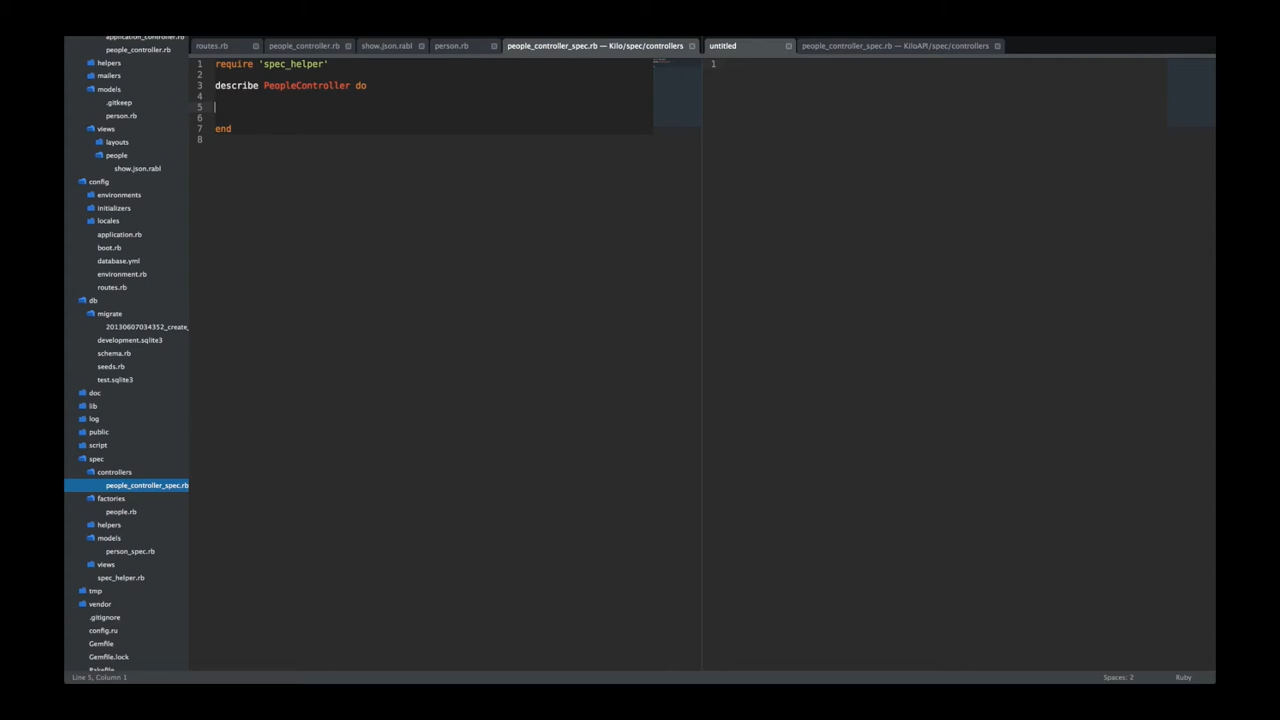 application_controller.rb
people_controller.rb
helpers
mailers
models
.gitkeep
person.rb
views
layouts
people
show.json.rabl
config
environments
initializers
locales
application.rb
boot.rb
database.yml
environment.rb
routes.rb
db
migrate
20130607034352_create_
development.sqlite3
schema.rb
seeds.rb
test.sqlite3
doc
lib
log
public
script
spec
controllers
people_controller_spec.rb
factories
people.rb
helpers
models
person_spec.rb
views
spec_helper.rb
tmp
vendor
.gitignore
config.ru
Gemfile
Gemfile.lock
Rakefile
routes.rb people_controller.rb show.json.rabl person.rb people_controller_spec.rb — Kilo/spec/controllers
1 require 'spec_helper'
2
3 describe PeopleController do
4
5
6
7 end
8
untitled people_controller_spec.rb — KiloAPI/spec/controllers
1
Line 5, Column 1 Spaces: 2 Ruby